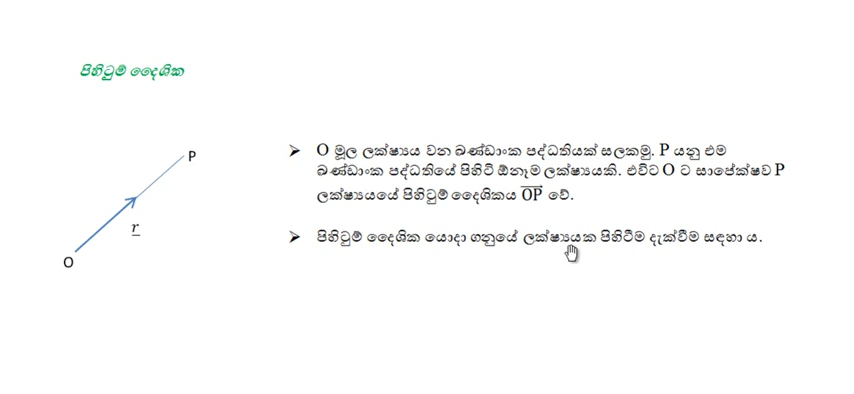 පිහිටුම් දෛශික
O මූල ලක්ෂ්‍යය වන ඛණ්ඩාංක පද්ධතියක් සලකමු. P යනු එම
ඛණ්ඩාංක පද්ධතියේ පිහිටි ඕනෑම ලක්ෂ්‍යයකි. එවිට O ට සාපේක්ෂව P
ලක්ෂ්‍යයයේ පිහිටුම් දෛශිකය OP වේ.
පිහිටුම් දෛශික යොදා ගනුයේ ලක්ෂ්‍යයක පිහිටීම දැක්වීම සඳහා ය.
P
r
O